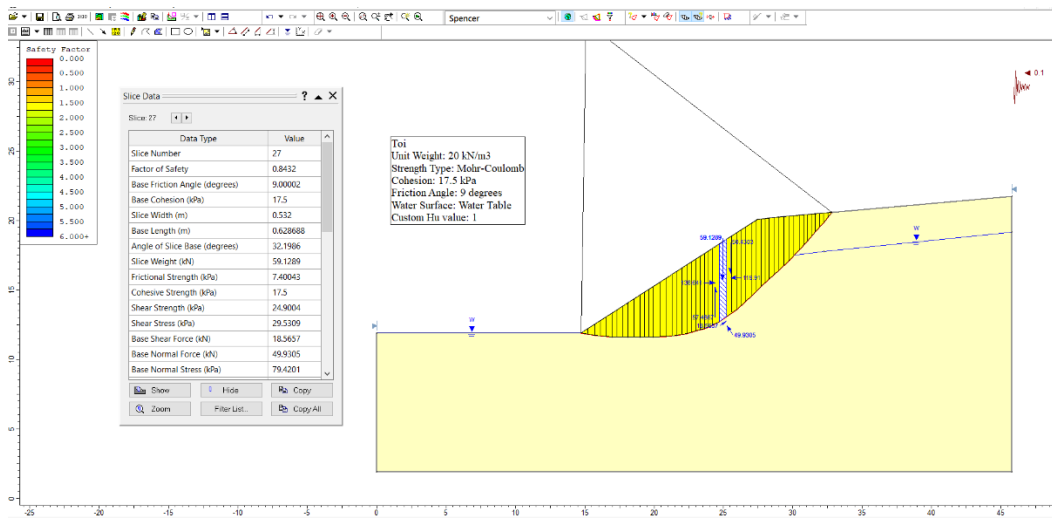 Spencer
Safety Factor
0.000
0.500
1.000
1.500
2.000
2.500
3.000
3.500
4.000
4.500
5.000
5.500
6.000+
Slice Data
Slice: 27
Data Type Value
Slice Number 27
Factor of Safety 0.8432
Base Friction Angle (degrees) 9.00002
Base Cohesion (kPa) 17.5
Slice Width (m) 0.532
Base Length (m) 0.628688
Angle of Slice Base (degrees) 32.1986
Slice Weight (kN) 59.1289
Frictional Strength (kPa) 7.40043
Cohesive Strength (kPa) 17.5
Shear Strength (kPa) 24.9004
Shear Stress (kPa) 29.5309
Base Shear Force (kN) 18.5657
Base Normal Force (kN) 49.9305
Base Normal Stress (kPa) 79.4201
Show Hide Copy
Zoom Filter List... Copy All
Toi
Unit Weight: 20 kN/m3
Strength Type: Mohr-Coulomb
Cohesion: 17.5 kPa
Friction Angle: 9 degrees
Water Surface: Water Table
Custom Hu value: 1
0.1
59.1289
49.9305
W
W
30
25
20
15
10
5
0
-25 -20 -15 -10 -5 0 5 10 15 20 25 30 35 40 45